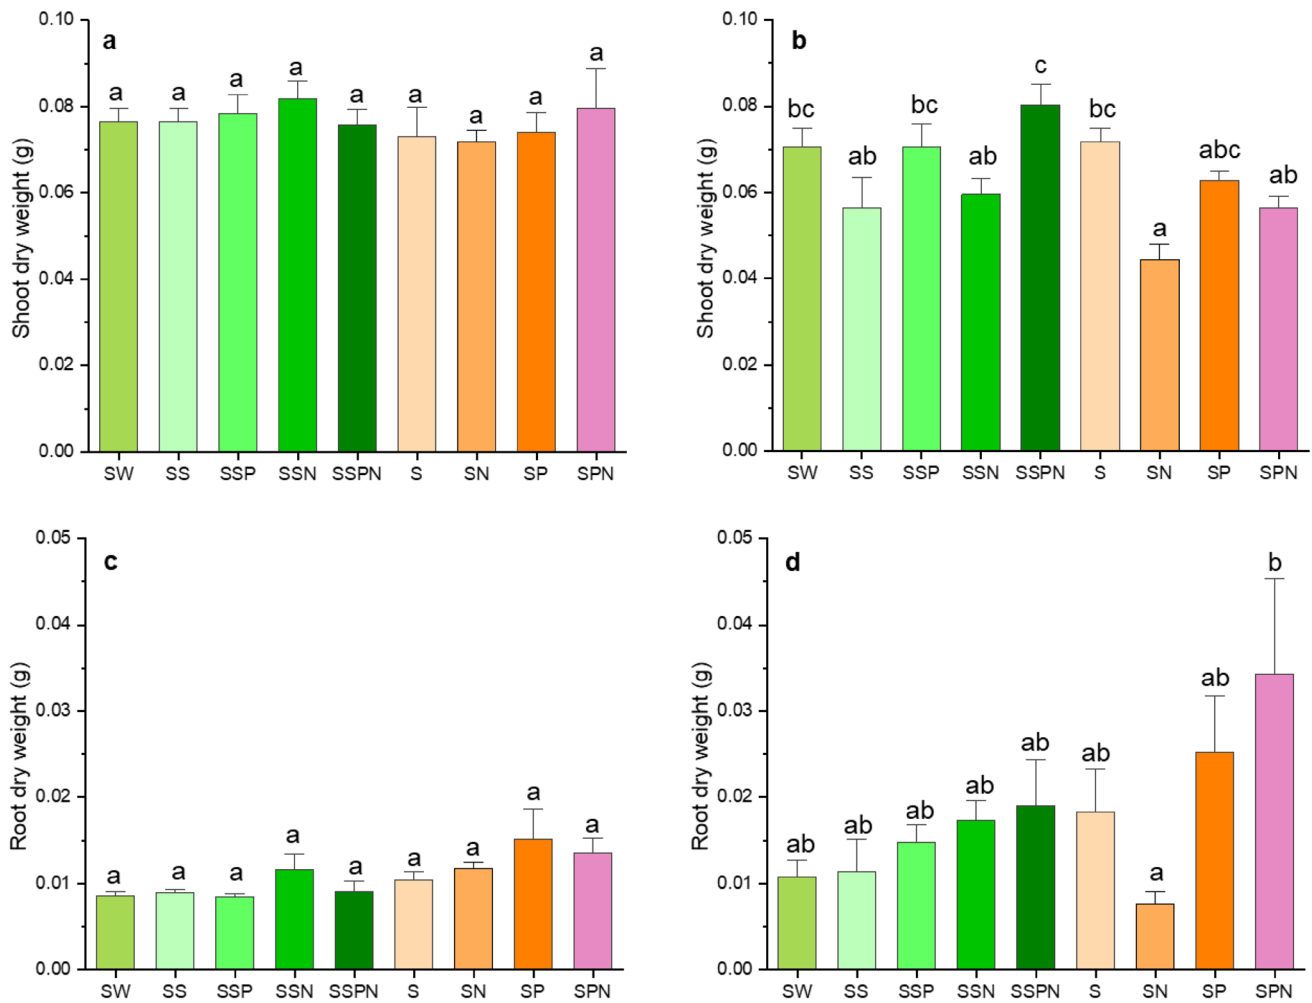 a
Shoot dry weight (g)
0.10
0.08
0.06
0.04
0.02
0.00
a a a a a a a a a
SW SS SSP SSN SSPN S SN SP SPN
b
Shoot dry weight (g)
0.10
0.08
0.06
0.04
0.02
0.00
bc ab bc ab c bc a abc ab
SW SS SSP SSN SSPN S SN SP SPN
c
Root dry weight (g)
0.05
0.04
0.03
0.02
0.01
0.00
a a a a a a a a a
SW SS SSP SSN SSPN S SN SP SPN
d
Root dry weight (g)
0.05
0.04
0.03
0.02
0.01
0.00
ab ab ab ab ab ab a ab b
SW SS SSP SSN SSPN S SN SP SPN